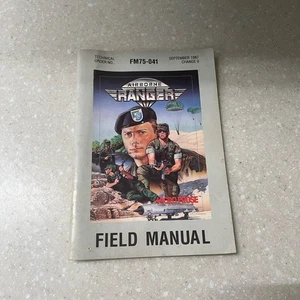 TECHNICAL
ORDER NO.
FM75-041
SEPTEMBER 1987
CHANGE 3
AIRBORNE
RANGER
MICROPROSE
FIELD MANUAL